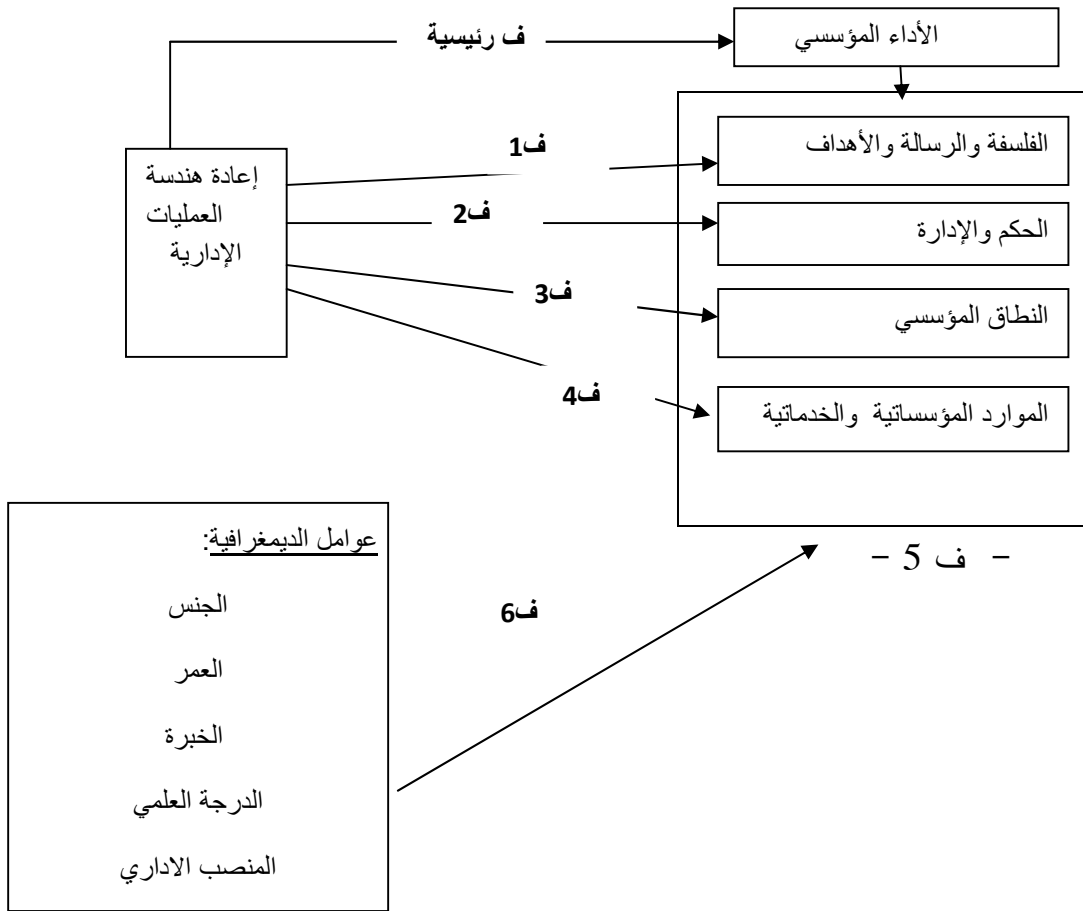 الأداء المؤسسي
ف رئيسية
الفلسفة والرسالة والأهداف
ف1
إعادة هندسة
العمليات
الإدارية
الحكم والإدارة
ف2
النطاق المؤسسي
ف3
الموارد المؤسساتية والخدماتية
ف4
- ف 5 -
عوامل الديمغرافية:
الجنس
العمر
الخبرة
الدرجة العلمي
المنصب الاداري
ف6